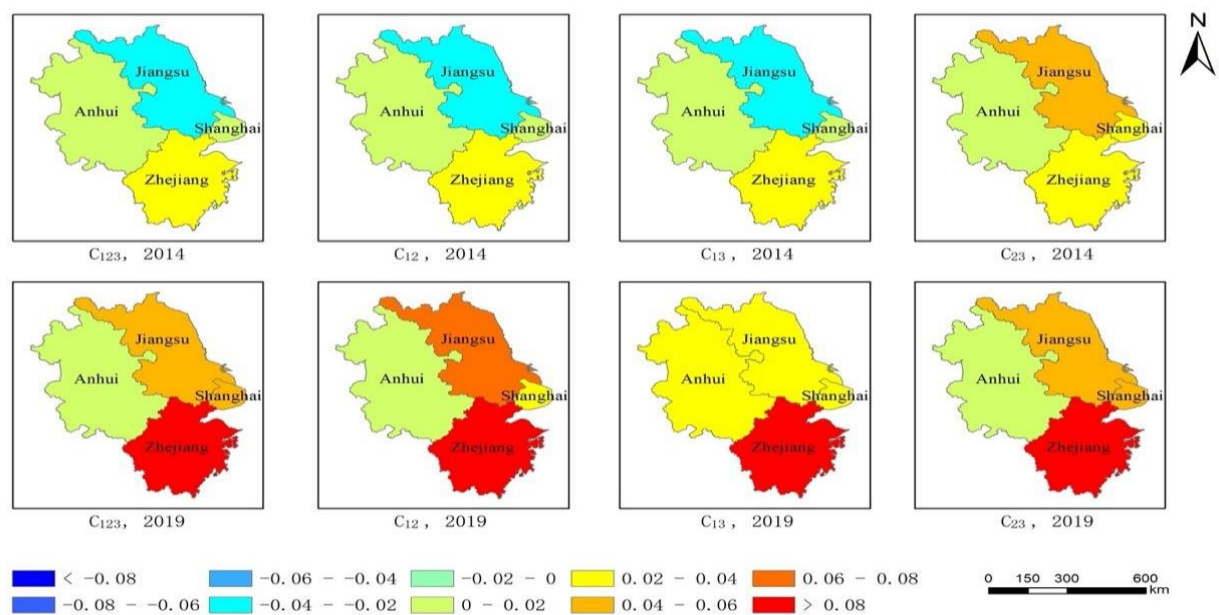 N
Jiangsu
Anhui
Shanghai
Zhejiang
C₁₂₃, 2014
Jiangsu
Anhui
Shanghai
Zhejiang
C₁₂, 2014
Jiangsu
Anhui
Shanghai
Zhejiang
C₁₃, 2014
Jiangsu
Anhui
Shanghai
Zhejiang
C₂₃, 2014
Jiangsu
Anhui
Shanghai
Zhejiang
C₁₂₃, 2019
Jiangsu
Anhui
Shanghai
Zhejiang
C₁₂, 2019
Jiangsu
Anhui
Shanghai
Zhejiang
C₁₃, 2019
Jiangsu
Anhui
Shanghai
Zhejiang
C₂₃, 2019
< -0.08 -0.06 - -0.04 -0.02 - 0 0.02 - 0.04 0.06 - 0.08
-0.08 - -0.06 -0.04 - -0.02 0 - 0.02 0.04 - 0.06 > 0.08
0 150 300 600
km